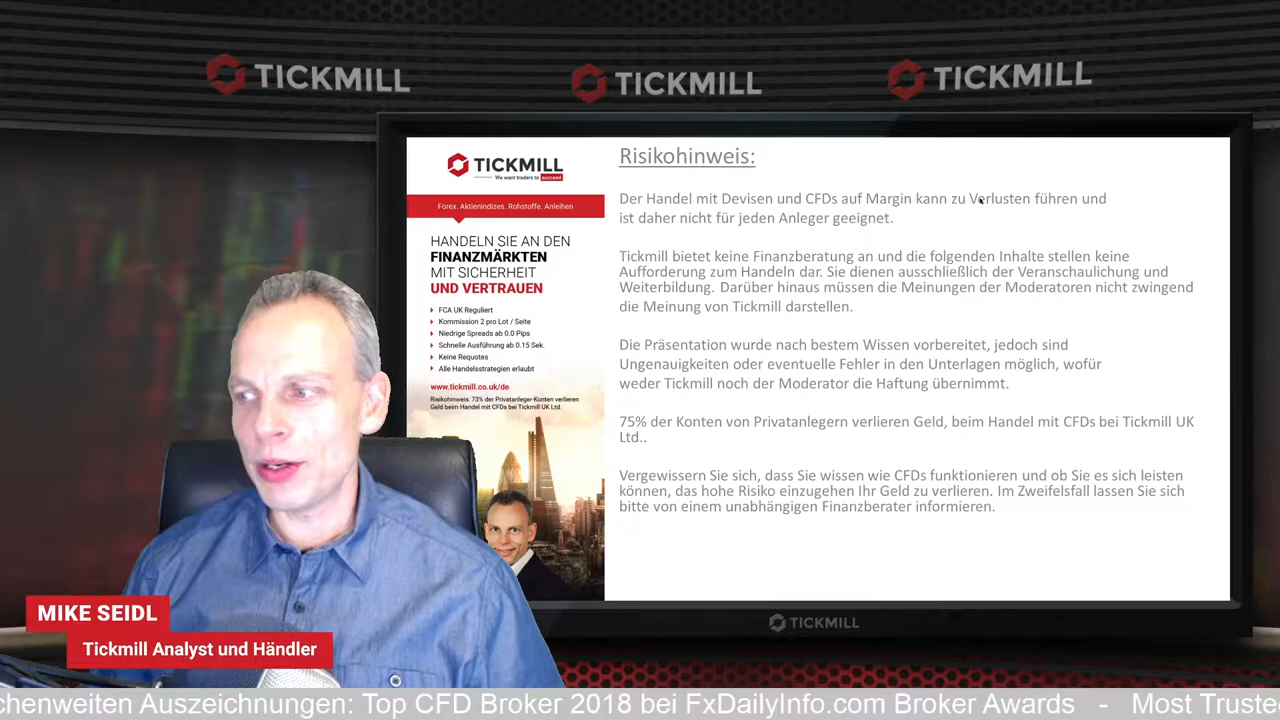 TICKMILL
TICKMILL
TICKMILL
TICKMILL
We want traders to succeed
Forex. Aktienindizes. Rohstoffe. Anleihen
HANDELN SIE AN DEN
FINANZMÄRKTEN
MIT SICHERHEIT
UND VERTRAUEN
FCA UK Reguliert
Kommission 2 pro Lot / Seite
Niedrige Spreads ab 0.0 Pips
Schnelle Ausführung ab 0.15 Sek.
Keine Requotes
Alle Handelsstrategien erlaubt
www.tickmill.co.uk/de
Risikohinweis: 73% der Privatanleger-Konten verlieren
Geld beim Handel mit CFDs bei Tickmill UK Ltd.
Risikohinweis:
Der Handel mit Devisen und CFDs auf Margin kann zu Verlusten führen und
ist daher nicht für jeden Anleger geeignet.
Tickmill bietet keine Finanzberatung an und die folgenden Inhalte stellen keine
Aufforderung zum Handeln dar. Sie dienen ausschließlich der Veranschaulichung und
Weiterbildung. Darüber hinaus müssen die Meinungen der Moderatoren nicht zwingend
die Meinung von Tickmill darstellen.
Die Präsentation wurde nach bestem Wissen vorbereitet, jedoch sind
Ungenauigkeiten oder eventuelle Fehler in den Unterlagen möglich, wofür
weder Tickmill noch der Moderator die Haftung übernimmt.
75% der Konten von Privatanlegern verlieren Geld, beim Handel mit CFDs bei Tickmill UK
Ltd..
Vergewissern Sie sich, dass Sie wissen wie CFDs funktionieren und ob Sie es sich leisten
können, das hohe Risiko einzugehen Ihr Geld zu verlieren. Im Zweifelsfall lassen Sie sich
bitte von einem unabhängigen Finanzberater informieren.
TICKMILL
MIKE SEIDL
Tickmill Analyst und Händler
chenweiten Auszeichnungen: Top CFD Broker 2018 bei FxDailyInfo.com Broker Awards - Most Trusted